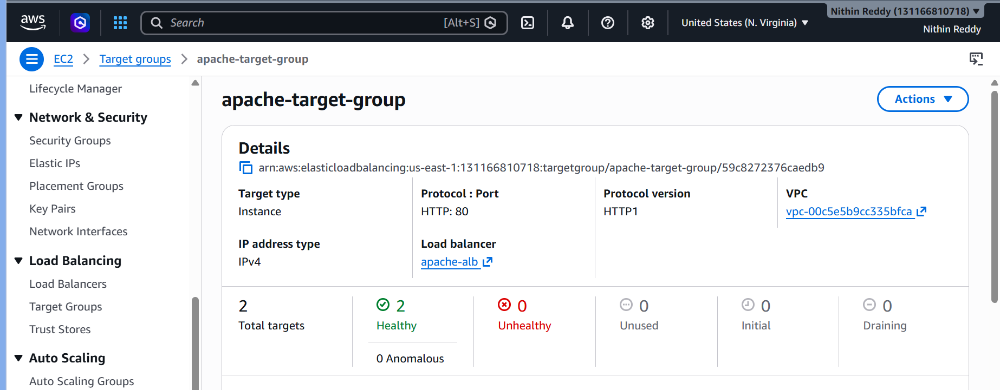 aws
Search [Alt+S]
United States (N. Virginia)
Nithin Reddy (131166810718)
Nithin Reddy
EC2 > Target groups > apache-target-group
Lifecycle Manager
Network & Security
Security Groups
Elastic IPs
Placement Groups
Key Pairs
Network Interfaces
Load Balancing
Load Balancers
Target Groups
Trust Stores
Auto Scaling
Auto Scaling Groups
apache-target-group
Actions
Details
arn:aws:elasticloadbalancing:us-east-1:131166810718:targetgroup/apache-target-group/59c8272376caedb9
Target type
Instance
Protocol : Port
HTTP: 80
Protocol version
HTTP1
VPC
vpc-00c5e5b9cc335bfca
IP address type
IPv4
Load balancer
apache-alb
2
Total targets
2
Healthy
0 Anomalous
0
Unhealthy
0
Unused
0
Initial
0
Draining